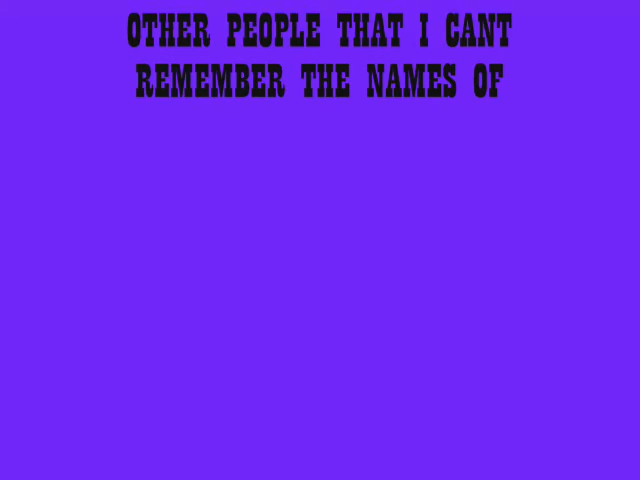 OTHER PEOPLE THAT I CANT
REMEMBER THE NAMES OF